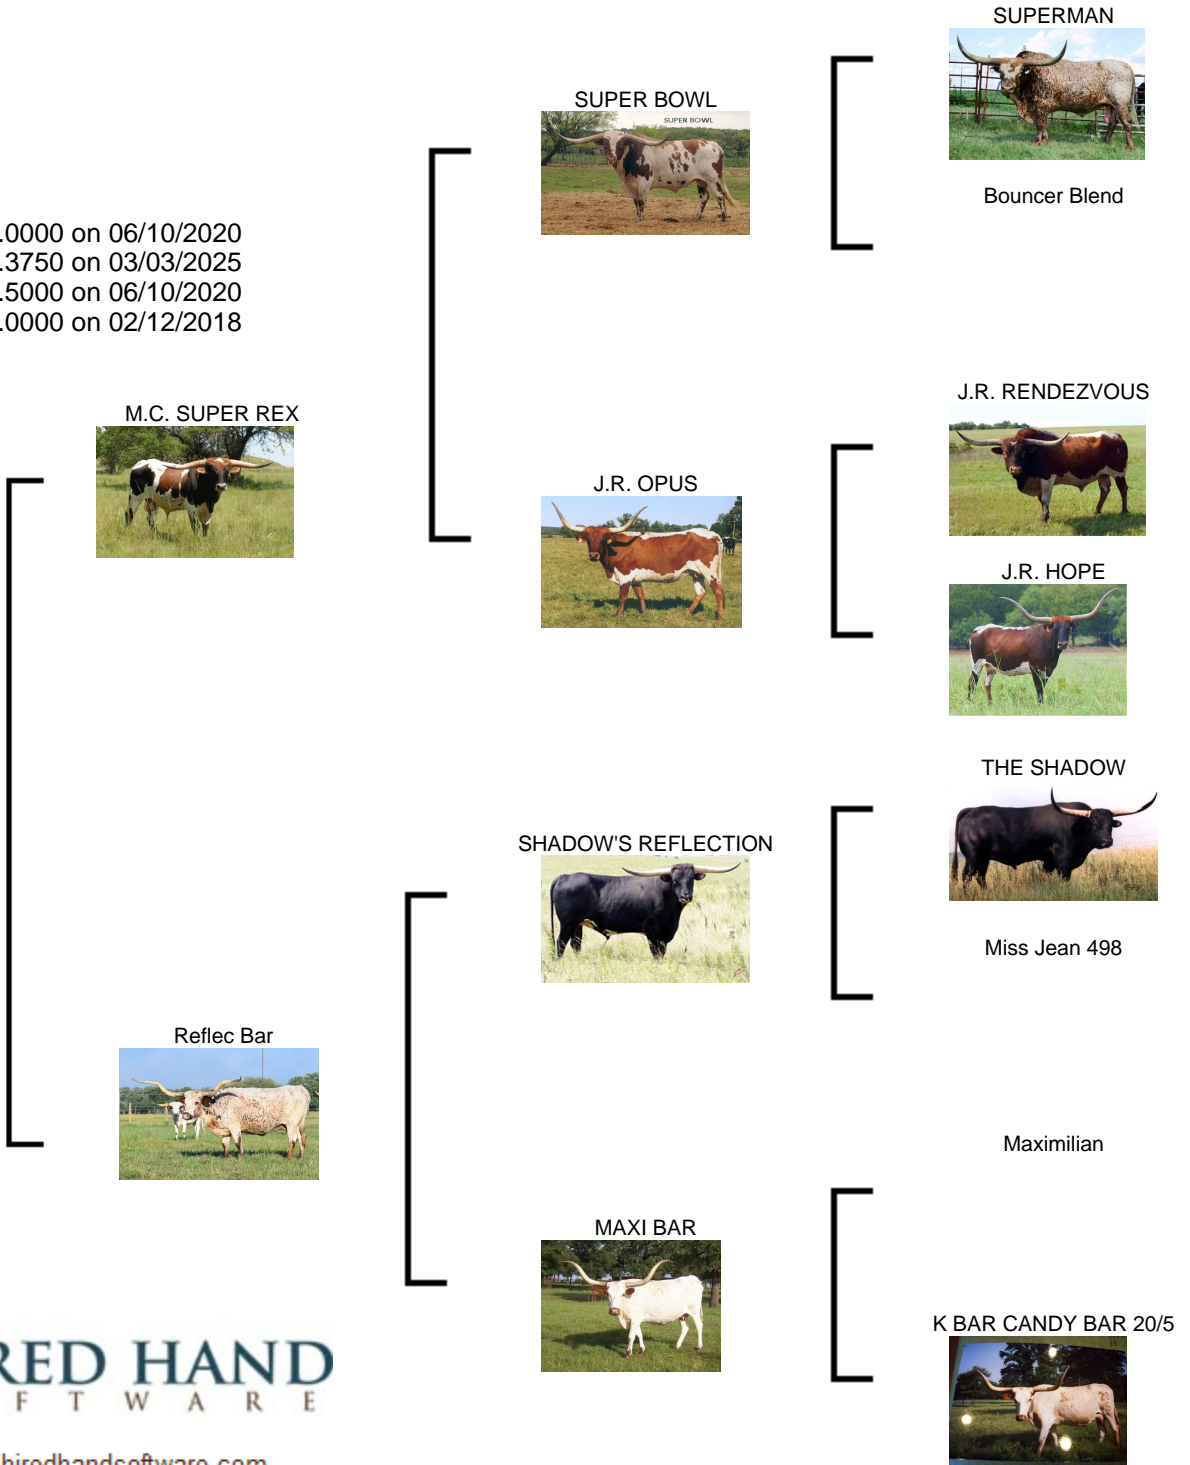 SUPERMAN
SUPER BOWL
SUPER BOWL
Bouncer Blend
.0000 on 06/10/2020
.3750 on 03/03/2025
.5000 on 06/10/2020
.0000 on 02/12/2018
J.R. RENDEZVOUS
M.C. SUPER REX
J.R. OPUS
J.R. HOPE
THE SHADOW
SHADOW'S REFLECTION
Miss Jean 498
Reflec Bar
Maximilian
MAXI BAR
K BAR CANDY BAR 20/5
RED HAND
F T W A R E
hiredhandsoftware.com